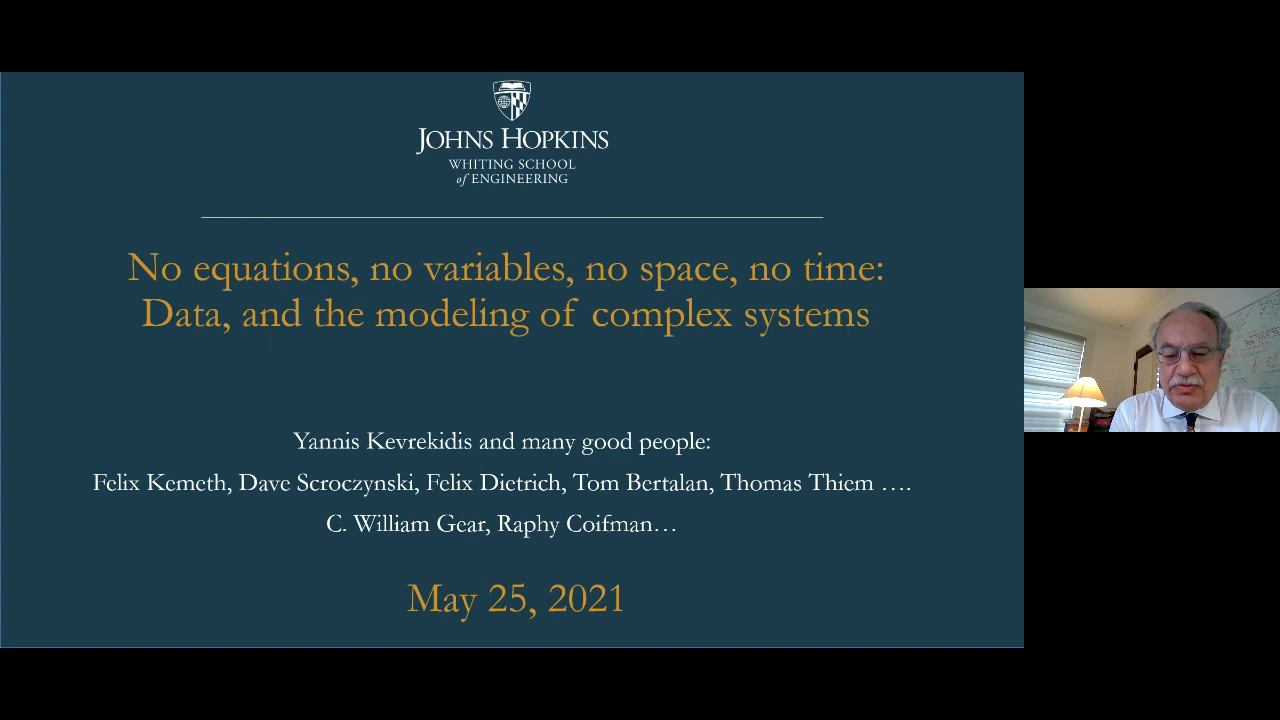 JOHNS HOPKINS
WHITING SCHOOL
of ENGINEERING
No equations, no variables, no space, no time:
Data, and the modeling of complex systems
Yannis Kevrekidis and many good people:
Felix Kemeth, Dave Scroczynski, Felix Dietrich, Tom Bertalan, Thomas Thiem ….
C. William Gear, Raphy Coifman…
May 25, 2021